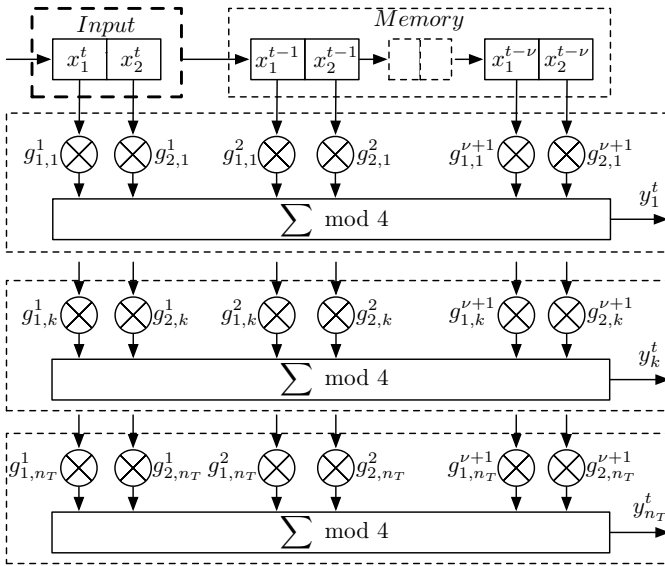 Input Memory
x_1^t x_2^t x_1^{t-1} x_2^{t-1} x_1^{t-ν} x_2^{t-ν}
g_{1,1}^1 g_{2,1}^1 g_{1,1}^2 g_{2,1}^2 g_{1,1}^{ν+1} g_{2,1}^{ν+1}
∑ mod 4 y_1^t
g_{1,k}^1 g_{2,k}^1 g_{1,k}^2 g_{2,k}^2 g_{1,k}^{ν+1} g_{2,k}^{ν+1}
∑ mod 4 y_k^t
g_{1,n_T}^1 g_{2,n_T}^1 g_{1,n_T}^2 g_{2,n_T}^2 g_{1,n_T}^{ν+1} g_{2,n_T}^{ν+1}
∑ mod 4 y_{n_T}^t